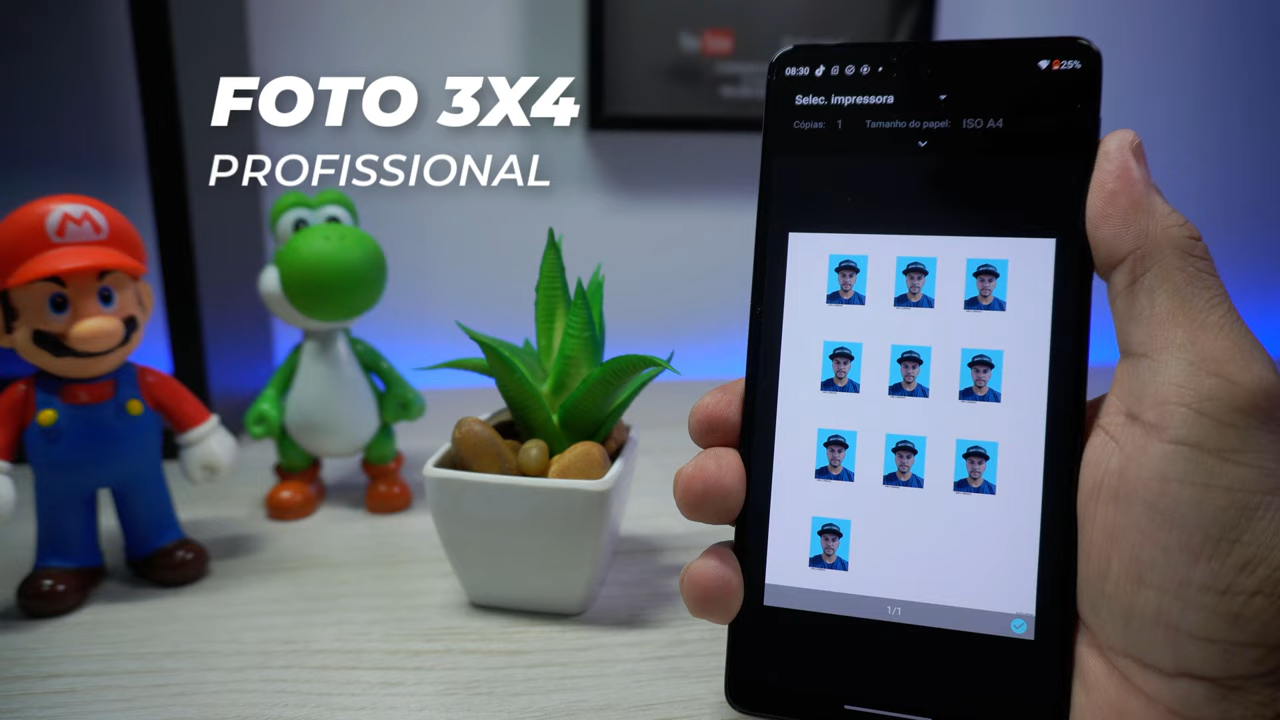 FOTO 3X4
PROFISSIONAL
08:30
25%
Selec. impressora
Cópias: 1 Tamanho do papel: ISO A4
1/1
M